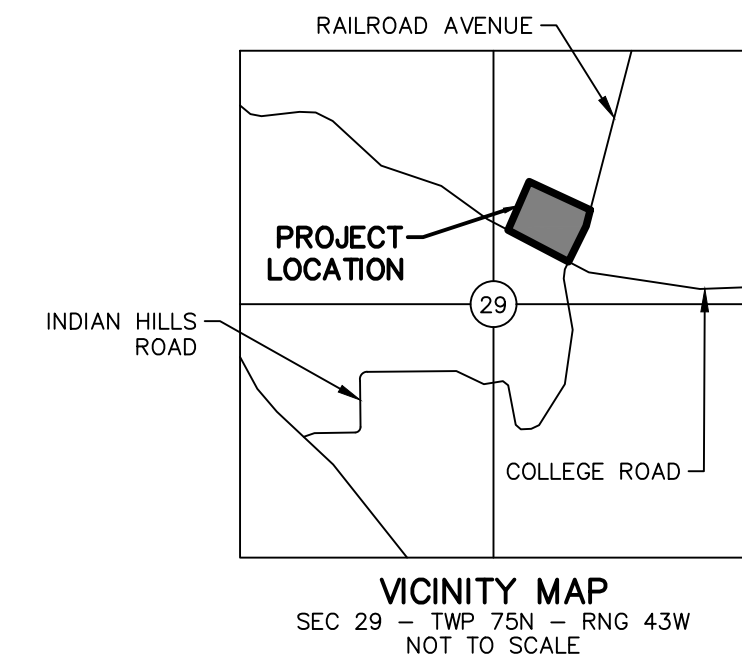 RAILROAD AVENUE
PROJECT
LOCATION
29
INDIAN HILLS
ROAD
COLLEGE ROAD
VICINITY MAP
SEC 29 – TWP 75N – RNG 43W
NOT TO SCALE